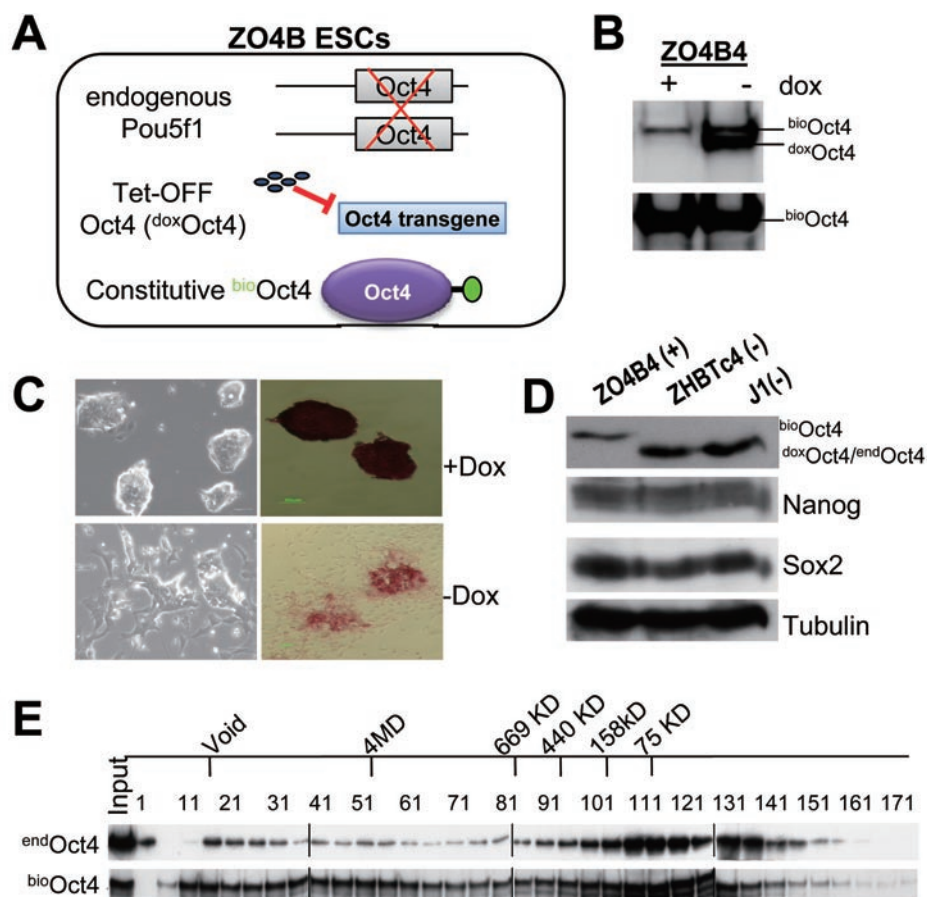 A
ZO4B ESCs
endogenous
Pou5f1
Oct4
Oct4
Tet-OFF
Oct4 (doxOct4)
Oct4 transgene
Constitutive bioOct4
Oct4
B
ZO4B4
+ - dox
bioOct4
doxOct4
bioOct4
C
+Dox
-Dox
D
ZO4B4 (+)
ZHBTc4 (-)
J1(-)
bioOct4
doxOct4/endOct4
Nanog
Sox2
Tubulin
E
Void 4MD 669 KD 440 KD 158kD 75 KD
Input 1 11 21 31 41 51 61 71 81 91 101 111 121 131 141 151 161 171
endOct4
bioOct4